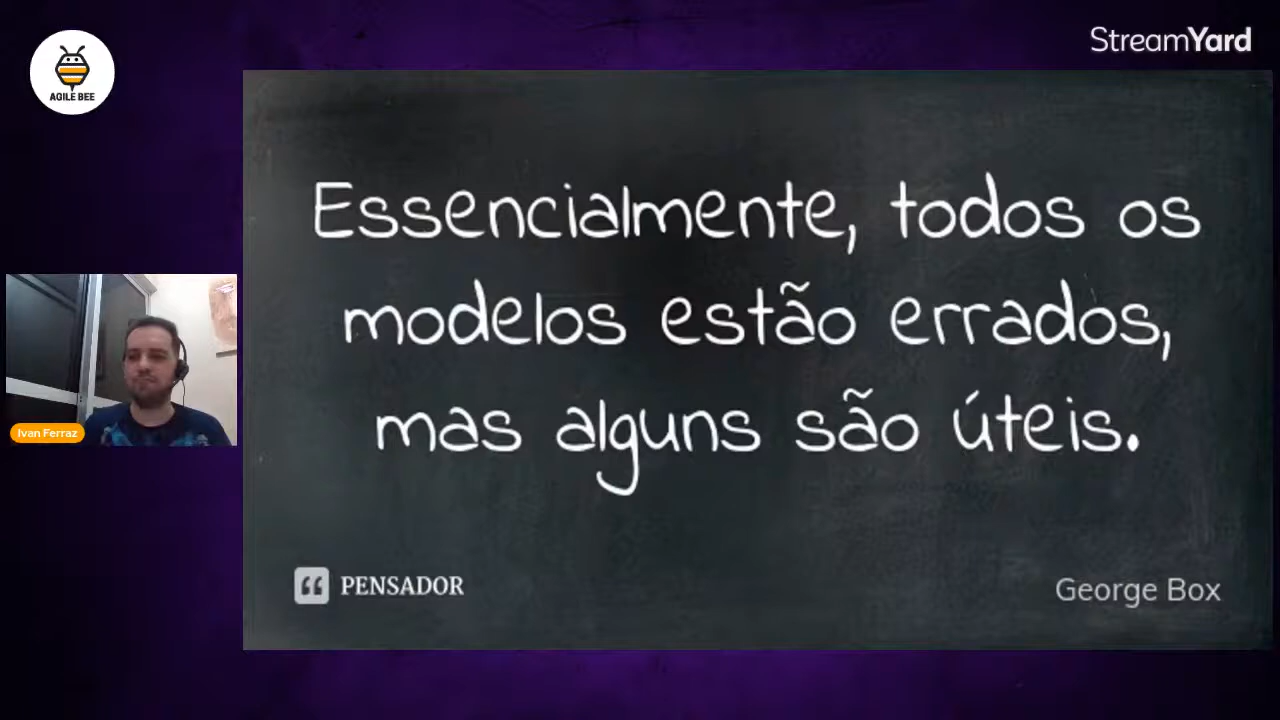 AGILE BEE
StreamYard
Essencialmente, todos os
modelos estão errados,
mas alguns são úteis.
Ivan Ferraz
PENSADOR
George Box